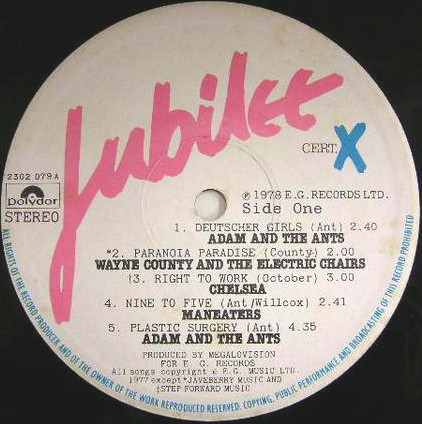 Jubilee
CERT. X
2302 079 A
polydor
STEREO
℗ 1978 E.G. RECORDS LTD.
Side One
1. DEUTSCHER GIRLS (Ant) 2.40
ADAM AND THE ANTS
*2. PARANOIA PARADISE (County) 2.00
WAYNE COUNTY AND THE ELECTRIC CHAIRS
†3. RIGHT TO WORK (October) 3.00
CHELSEA
4. NINE TO FIVE (Ant/Willcox) 2.41
MANEATERS
5. PLASTIC SURGERY (Ant) 4.35
ADAM AND THE ANTS
PRODUCED BY MEGALOVISION
FOR E. G. RECORDS
All songs copyright © E.G. MUSIC LTD.
1977 except *JAVEBERRY MUSIC AND
†STEP FORWARD MUSIC
ALL RIGHTS OF THE RECORD PRODUCER AND OF THE OWNER OF THE WORK REPRODUCED RESERVED. COPYING, PUBLIC PERFORMANCE AND BROADCASTING OF THIS RECORD PROHIBITED